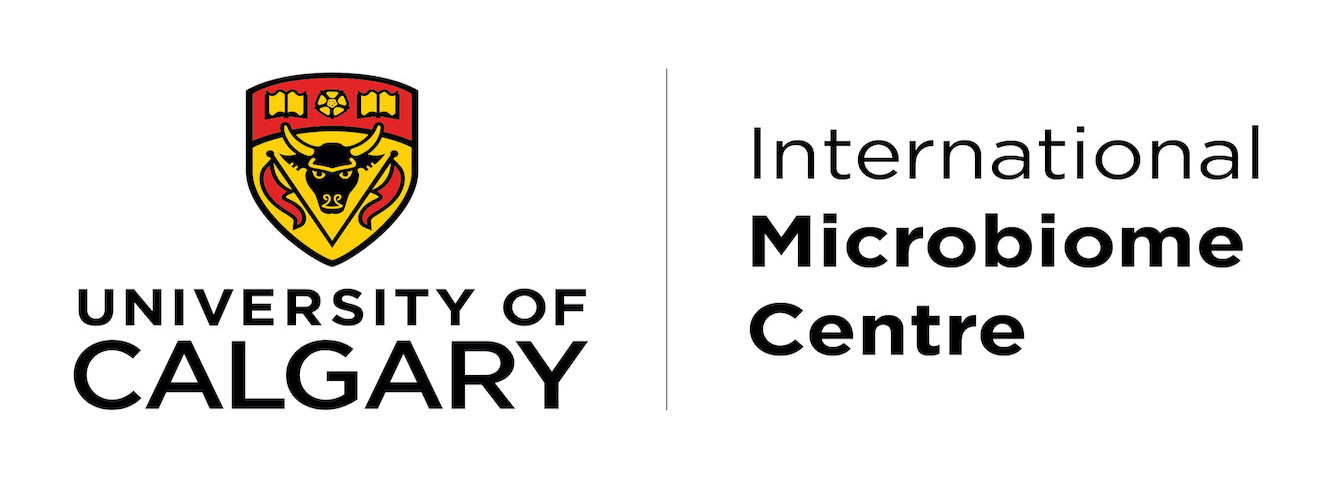 UNIVERSITY OF
CALGARY
International
Microbiome
Centre